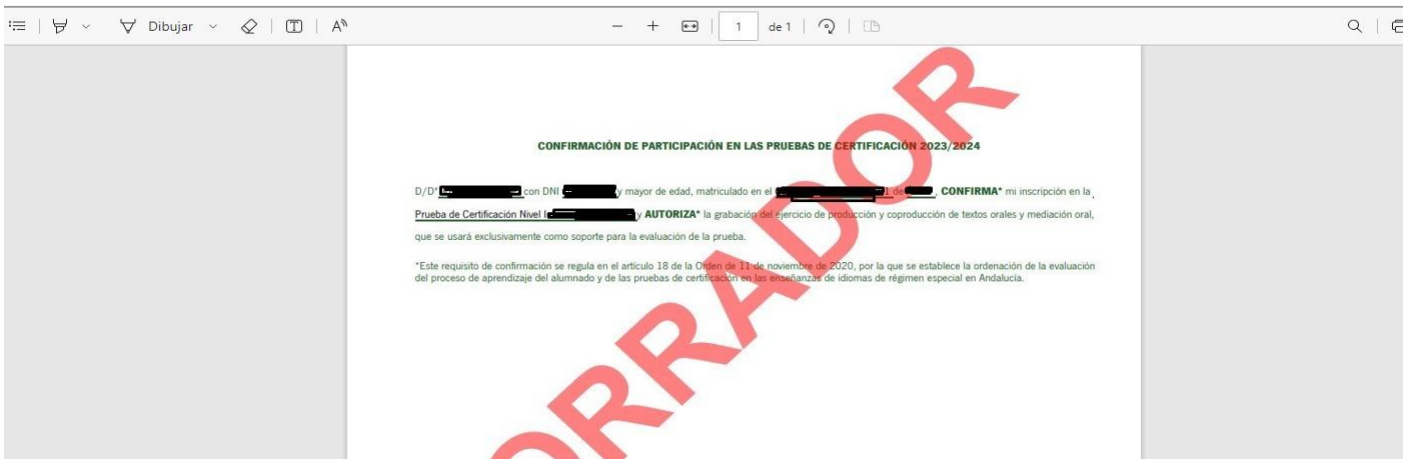 Dibujar
1 de 1
CONFIRMACIÓN DE PARTICIPACIÓN EN LAS PRUEBAS DE CERTIFICACIÓN 2023/2024
D/Dª con DNI y mayor de edad, matriculado en el de , CONFIRMA* mi inscripción en la
Prueba de Certificación Nivel y AUTORIZA* la grabación del ejercicio de producción y coproducción de textos orales y mediación oral,
que se usará exclusivamente como soporte para la evaluación de la prueba.
*Este requisito de confirmación se regula en el artículo 18 de la Orden de 11 de noviembre de 2020, por la que se establece la ordenación de la evaluación
del proceso de aprendizaje del alumnado y de las pruebas de certificación en las enseñanzas de idiomas de régimen especial en Andalucía.
ORRADOR